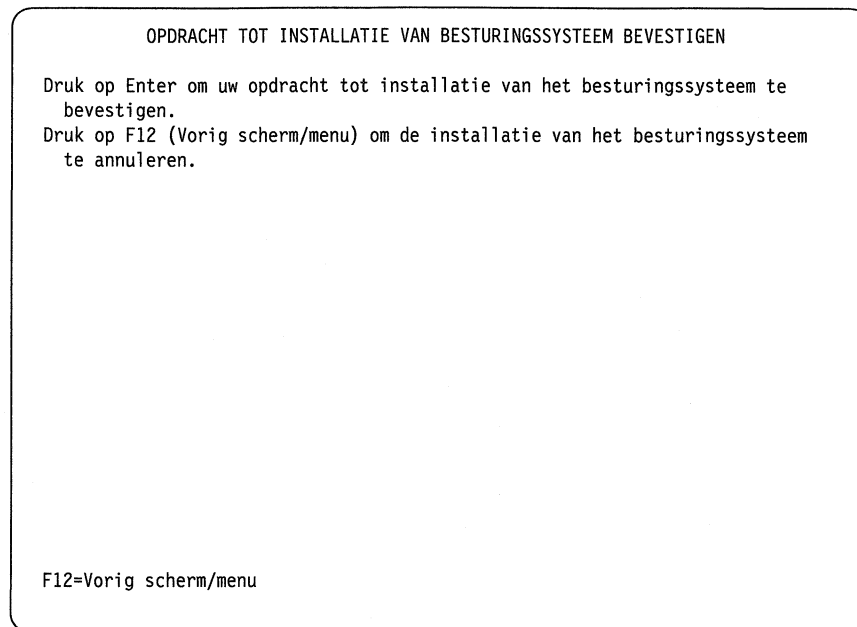 OPDRACHT TOT INSTALLATIE VAN BESTURINGSSYSTEEM BEVESTIGEN
Druk op Enter om uw opdracht tot installatie van het besturingssysteem te
bevestigen.
Druk op F12 (Vorig scherm/menu) om de installatie van het besturingssysteem
te annuleren.
F12=Vorig scherm/menu